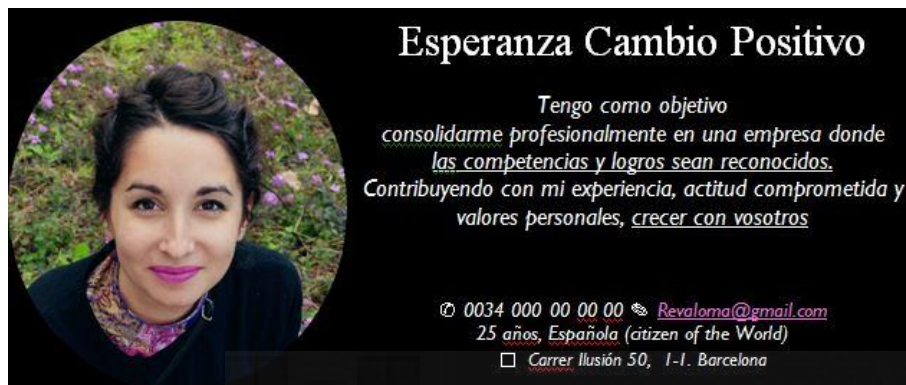 Esperanza Cambio Positivo
Tengo como objetivo
consolidarme profesionalmente en una empresa donde
las competencias y logros sean reconocidos.
Contribuyendo con mi experiencia, actitud comprometida y
valores personales, crecer con vosotros
✆ 0034 000 00 00 00 ✎ Revaloma@gmail.com
25 años, Española (citizen of the World)
□ Carrer Ilusión 50, 1-1. Barcelona